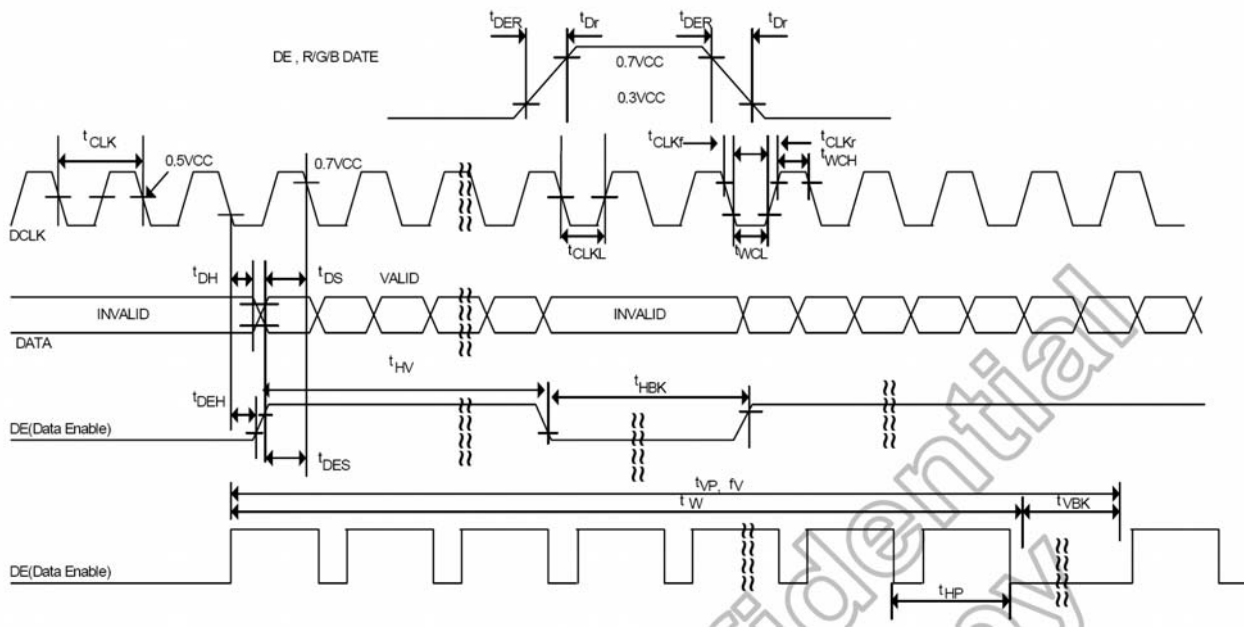 tDER tDr tDER tDr
DE , R/G/B DATE
0.7VCC
0.3VCC
tCLK
0.5VCC
0.7VCC
tCLKf
tCLKr
tWCH
DCLK
tCLKL
tWCL
tDH
tDS
VALID
INVALID
INVALID
DATA
tHV
tHBK
tDEH
DE(Data Enable)
tDES
tVP, fV
tW
tVBK
DE(Data Enable)
tHP